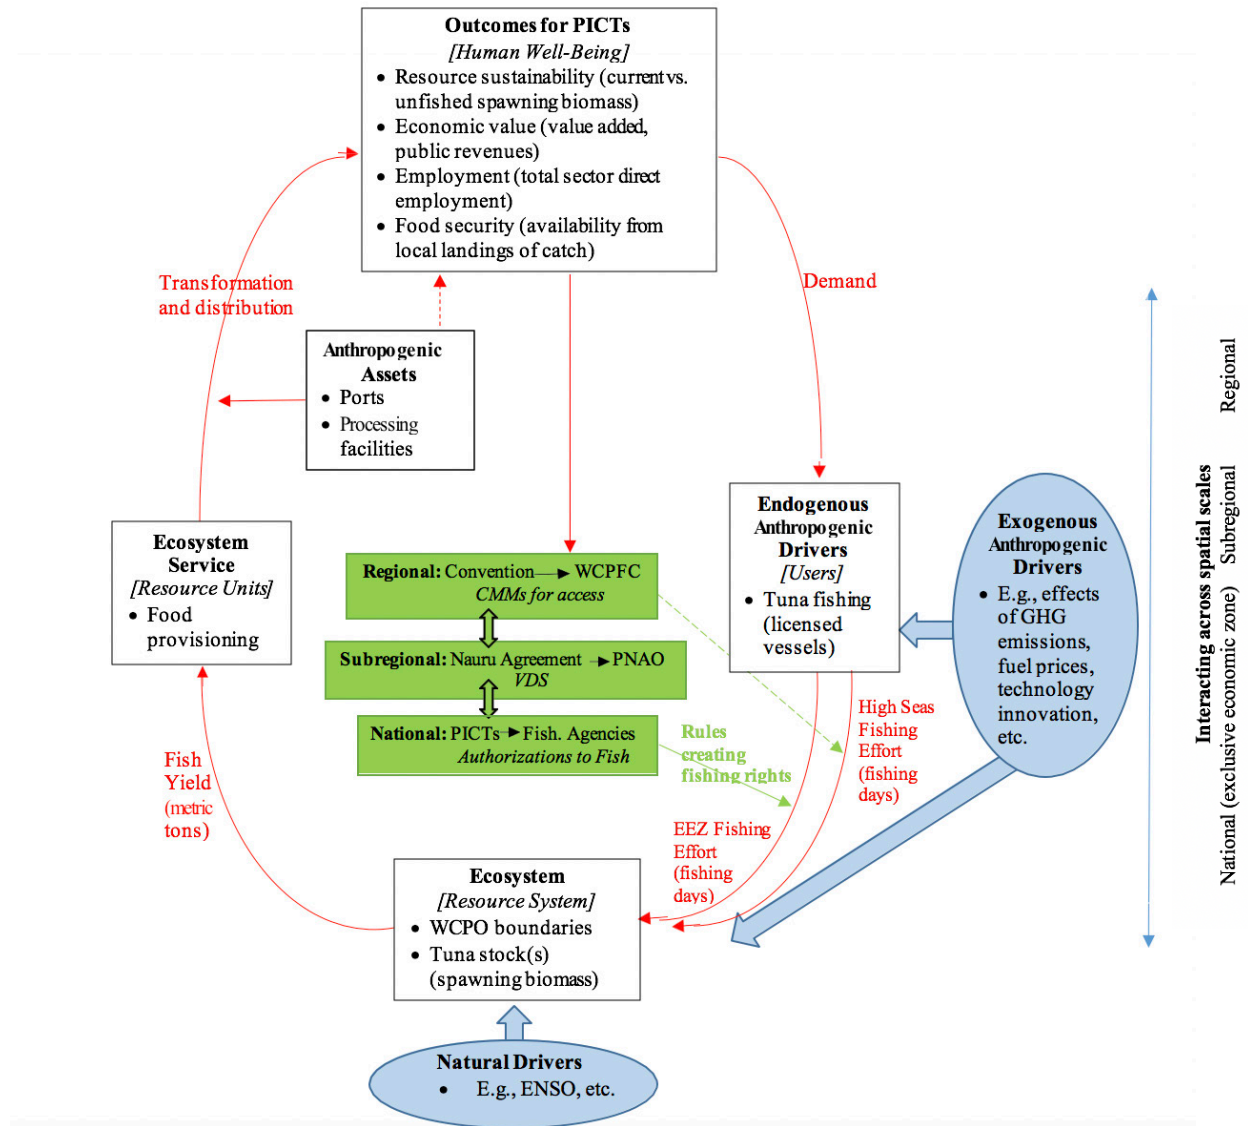 Outcomes for PICTs
[Human Well-Being]
• Resource sustainability (current vs.
unfished spawning biomass)
• Economic value (value added,
public revenues)
• Employment (total sector direct
employment)
• Food security (availability from
local landings of catch)
Transformation
and distribution
Demand
Anthropogenic
Assets
• Ports
• Processing
facilities
Ecosystem
Service
[Resource Units]
• Food
provisioning
Regional: Convention → WCPFC
CMMs for access
Subregional: Nauru Agreement → PNAO
VDS
National: PICTs → Fish. Agencies
Authorizations to Fish
Endogenous
Anthropogenic
Drivers
[Users]
• Tuna fishing
(licensed
vessels)
Exogenous
Anthropogenic
Drivers
• E.g., effects
of GHG
emissions,
fuel prices,
technology
innovation,
etc.
Rules
creating
fishing rights
High Seas
Fishing
Effort
(fishing
days)
EEZ Fishing
Effort
(fishing
days)
Fish
Yield
(metric
tons)
Ecosystem
[Resource System]
• WCPO boundaries
• Tuna stock(s)
(spawning biomass)
Natural Drivers
• E.g., ENSO, etc.
Interacting across spatial scales
National (exclusive economic zone) Subregional Regional